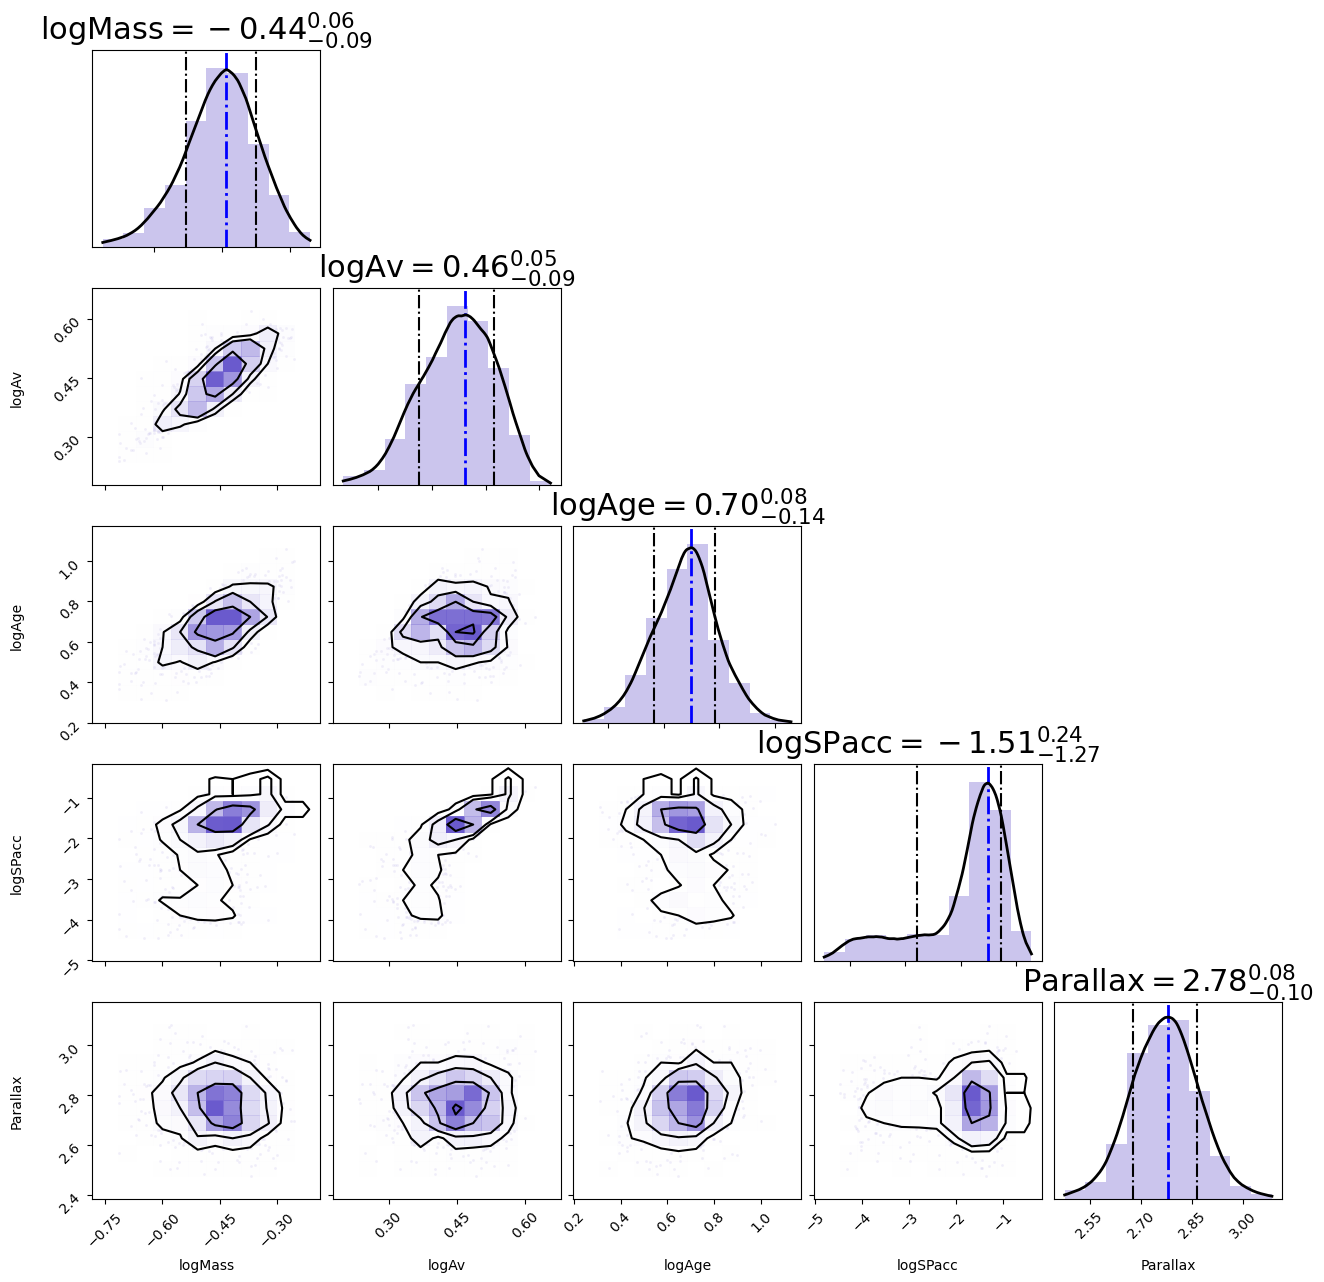 logMass = −0.44 0.06 −0.09
logAv = 0.46 0.05 −0.09
0.60
0.45
0.30
logAv
logAge = 0.70 0.08 −0.14
1.0
0.8
0.6
0.4
0.2
logAge
logSPacc = −1.51 0.24 −1.27
−1
−2
−3
−4
−5
logSPacc
Parallax = 2.78 0.08 −0.10
3.0
2.8
2.6
2.4
Parallax
−0.75 −0.60 −0.45 −0.30 0.30 0.45 0.60 0.2 0.4 0.6 0.8 1.0 −5 −4 −3 −2 −1 2.55 2.70 2.85 3.00
logMass logAv logAge logSPacc Parallax